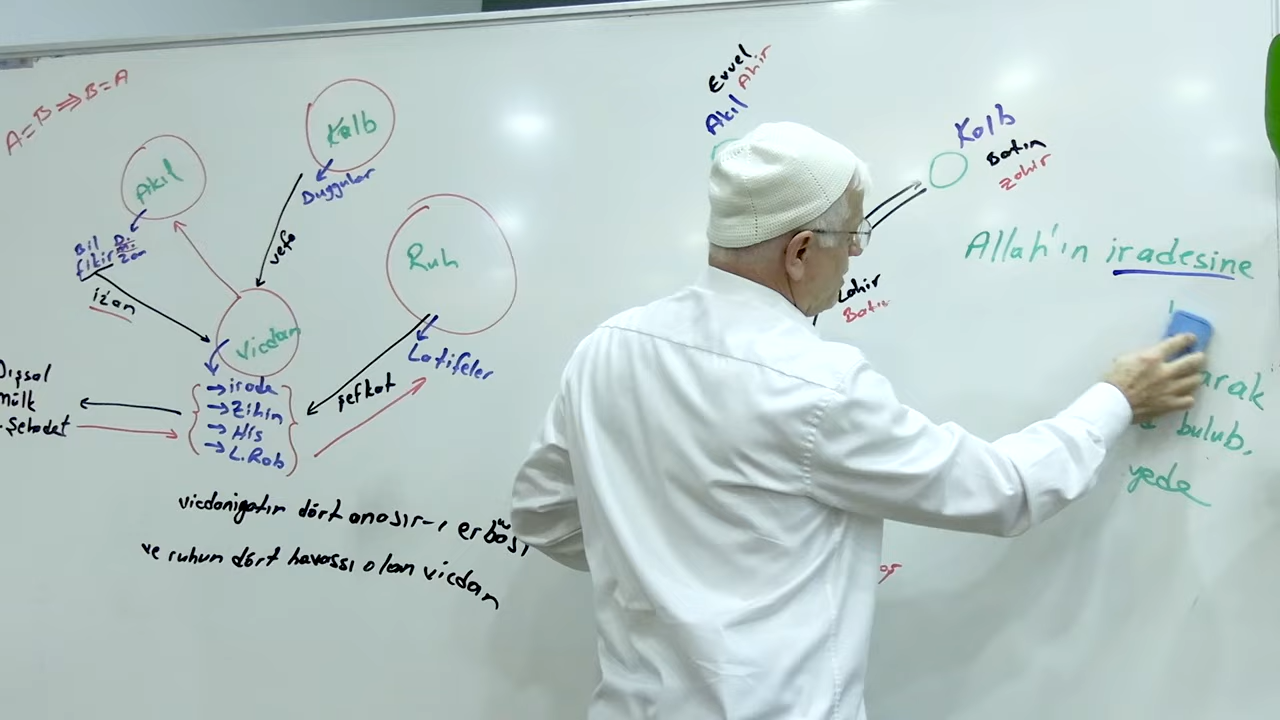 A=B⇒B=A
Akıl
Kalb
Duygular
vefa
Ruh
Bil
fikir
izan
Vicdan
→irade
→Zihin
→His
→L.Rab
Latifeler
şefkat
Dışsal
Mülk
Şehadet
vicdaniyatın dört anasır-ı erbası
ve ruhun dört havassı olan vicdan
Evvel
Ahir
Akıl
Kalb
Batın
Zahir
Zahir
Batın
Allah'ın iradesine
arak
bulub,
yede